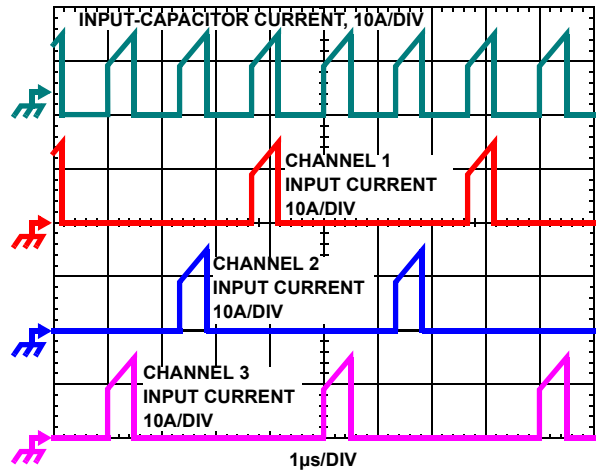 INPUT-CAPACITOR CURRENT, 10A/DIV
CHANNEL 1
INPUT CURRENT
10A/DIV
CHANNEL 2
INPUT CURRENT
10A/DIV
CHANNEL 3
INPUT CURRENT
10A/DIV
1µs/DIV